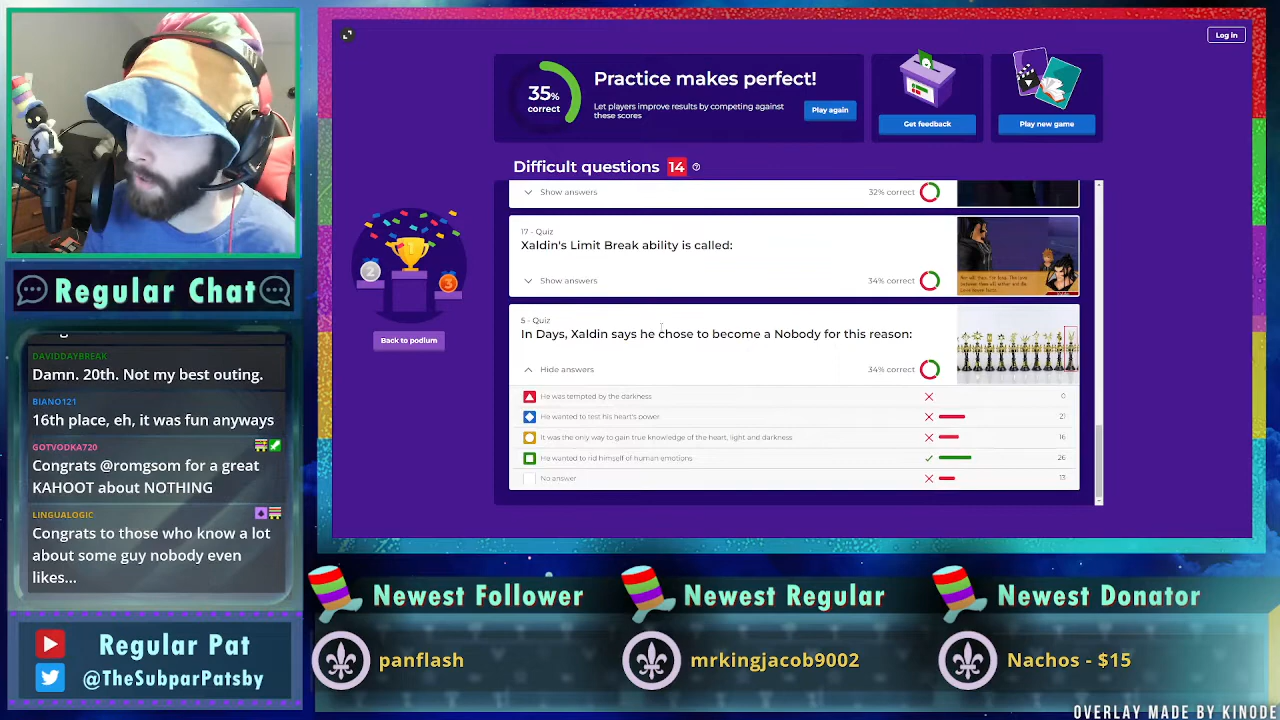 Log in
35%
correct
Practice makes perfect!
Let players improve results by competing against
these scores
Play again
Get feedback
Play new game
Difficult questions 14
Show answers
32% correct
17 - Quiz
Xaldin's Limit Break ability is called:
Show answers
34% correct
5 - Quiz
In Days, Xaldin says he chose to become a Nobody for this reason:
Hide answers
34% correct
He was tempted by the darkness
0
He wanted to test his heart's power
21
It was the only way to gain true knowledge of the heart, light and darkness
16
He wanted to rid himself of human emotions
26
No answer
13
1
2
3
Back to podium
Regular Chat
DAVIDDAYBREAK
Damn. 20th. Not my best outing.
BIANO121
16th place, eh, it was fun anyways
GOTVODKA720
Congrats @romgsom for a great
KAHOOT about NOTHING
LINGUALOGIC
Congrats to those who know a lot
about some guy nobody even
likes...
Regular Pat
@TheSubparPatsby
Newest Follower
panflash
Newest Regular
mrkingjacob9002
Newest Donator
Nachos - $15
OVERLAY MADE BY KINODE